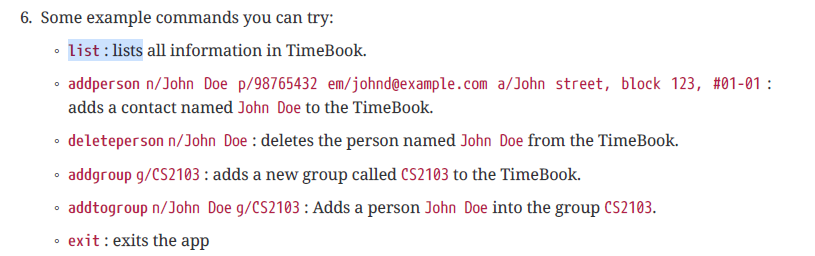 6. Some example commands you can try:
◦ list : lists all information in TimeBook.
◦ addperson n/John Doe p/98765432 em/johnd@example.com a/John street, block 123, #01-01 :
adds a contact named John Doe to the TimeBook.
◦ deleteperson n/John Doe : deletes the person named John Doe from the TimeBook.
◦ addgroup g/CS2103 : adds a new group called CS2103 to the TimeBook.
◦ addtogroup n/John Doe g/CS2103 : Adds a person John Doe into the group CS2103.
◦ exit : exits the app